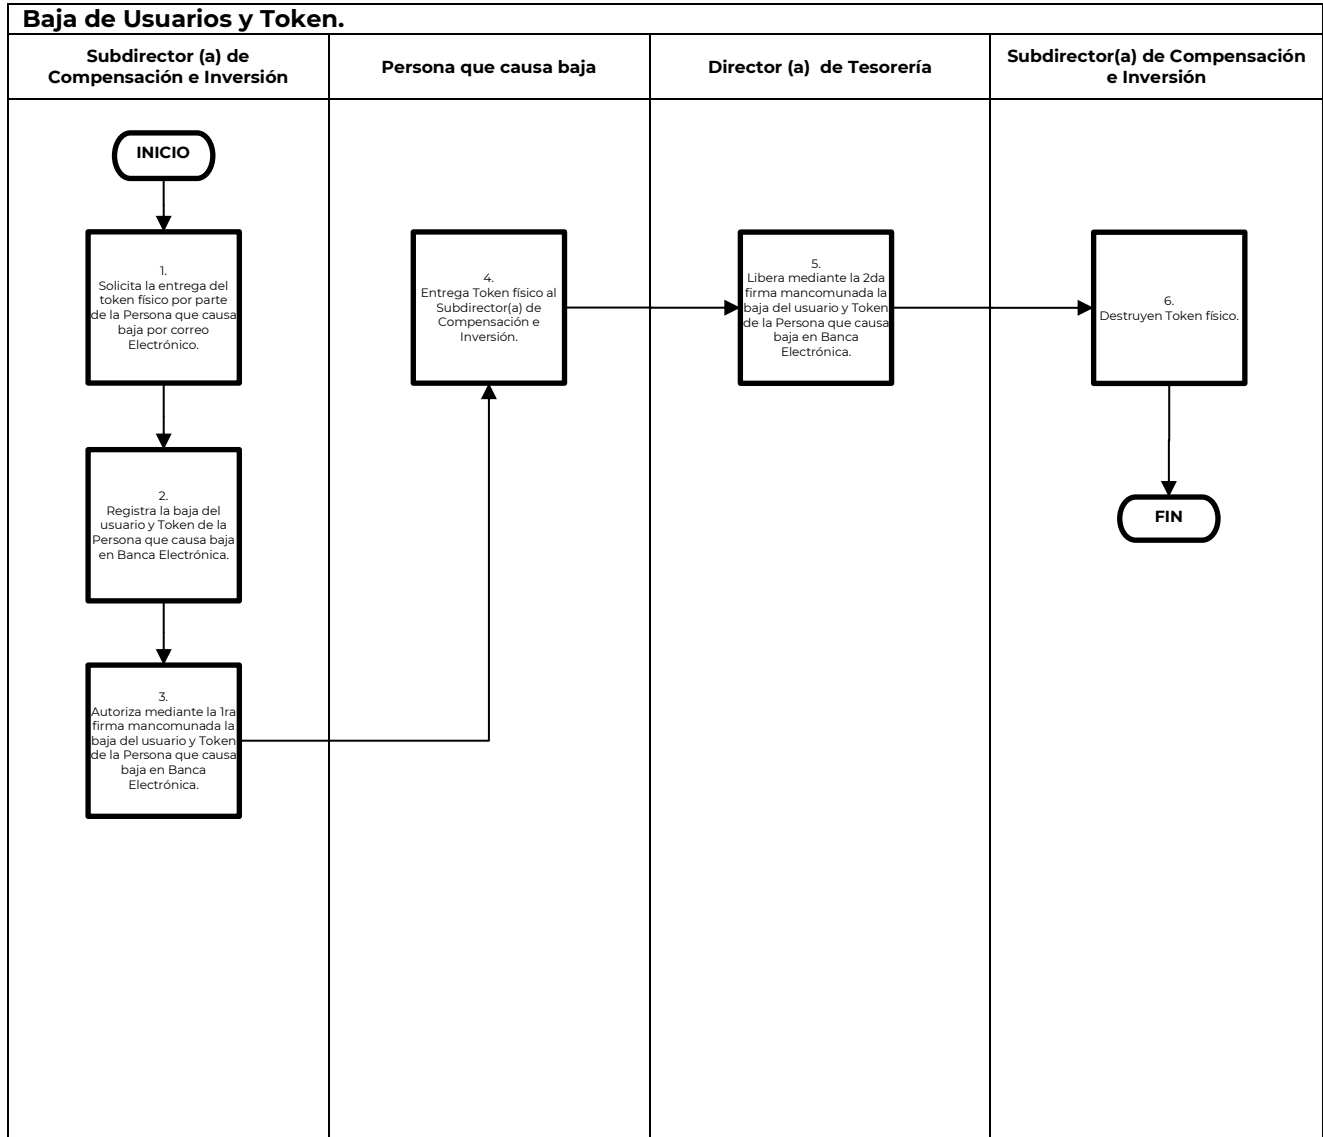 Baja de Usuarios y Token.
Subdirector (a) de
Compensación e Inversión
Persona que causa baja
Director (a) de Tesorería
Subdirector(a) de Compensación
e Inversión
INICIO
1.
Solicita la entrega del
token físico por parte
de la Persona que causa
baja por correo
Electrónico.
2.
Registra la baja del
usuario y Token de la
Persona que causa baja
en Banca Electrónica.
3.
Autoriza mediante la 1ra
firma mancomunada la
baja del usuario y Token
de la Persona que causa
baja en Banca
Electrónica.
4.
Entrega Token físico al
Subdirector(a) de
Compensación e
Inversión.
5.
Libera mediante la 2da
firma mancomunada la
baja del usuario y Token
de la Persona que causa
baja en Banca
Electrónica.
6.
Destruyen Token físico.
FIN